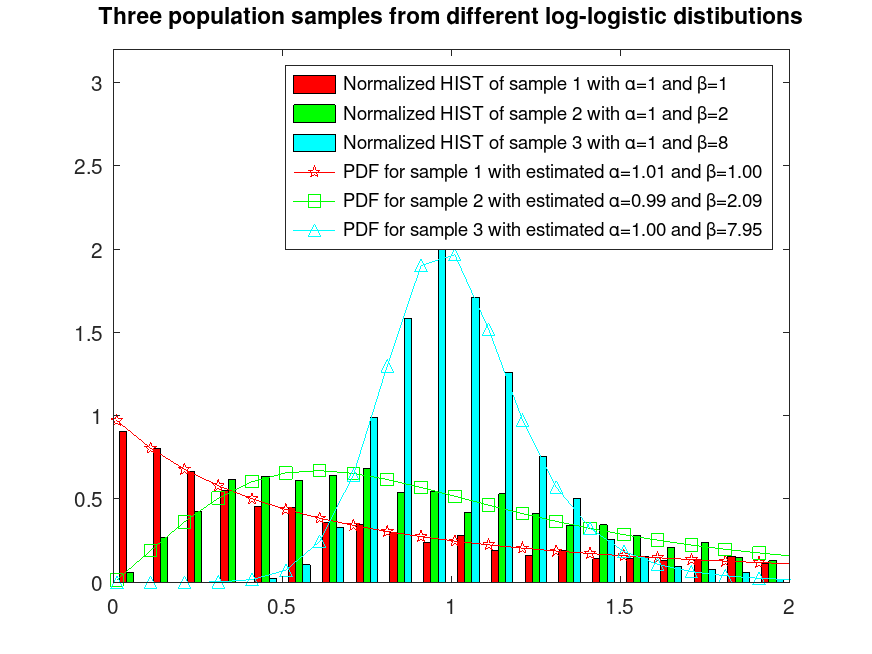 Three population samples from different log-logistic distibutions
3
2.5
2
1.5
1
0.5
0
0
0.5
1
1.5
2
Normalized HIST of sample 1 with α=1 and β=1
Normalized HIST of sample 2 with α=1 and β=2
Normalized HIST of sample 3 with α=1 and β=8
PDF for sample 1 with estimated α=1.01 and β=1.00
PDF for sample 2 with estimated α=0.99 and β=2.09
PDF for sample 3 with estimated α=1.00 and β=7.95